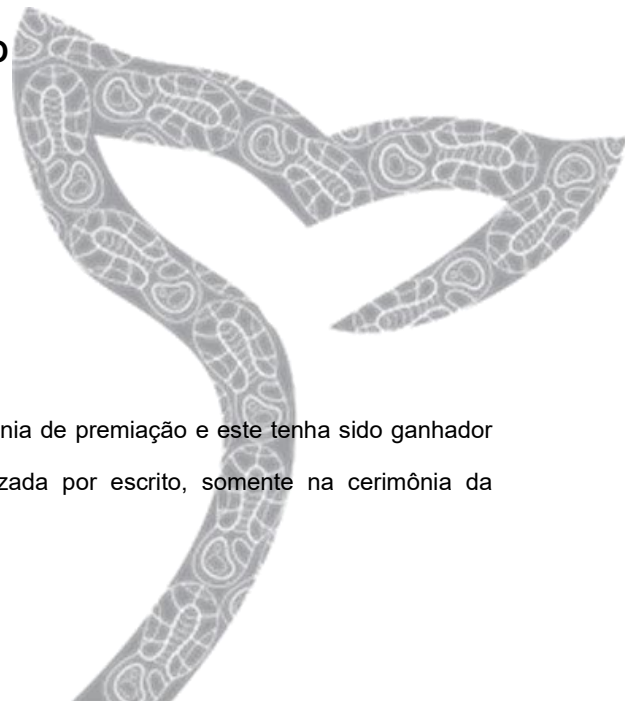 O
nia de premiação e este tenha sido ganhador
zada por escrito, somente na cerimônia da